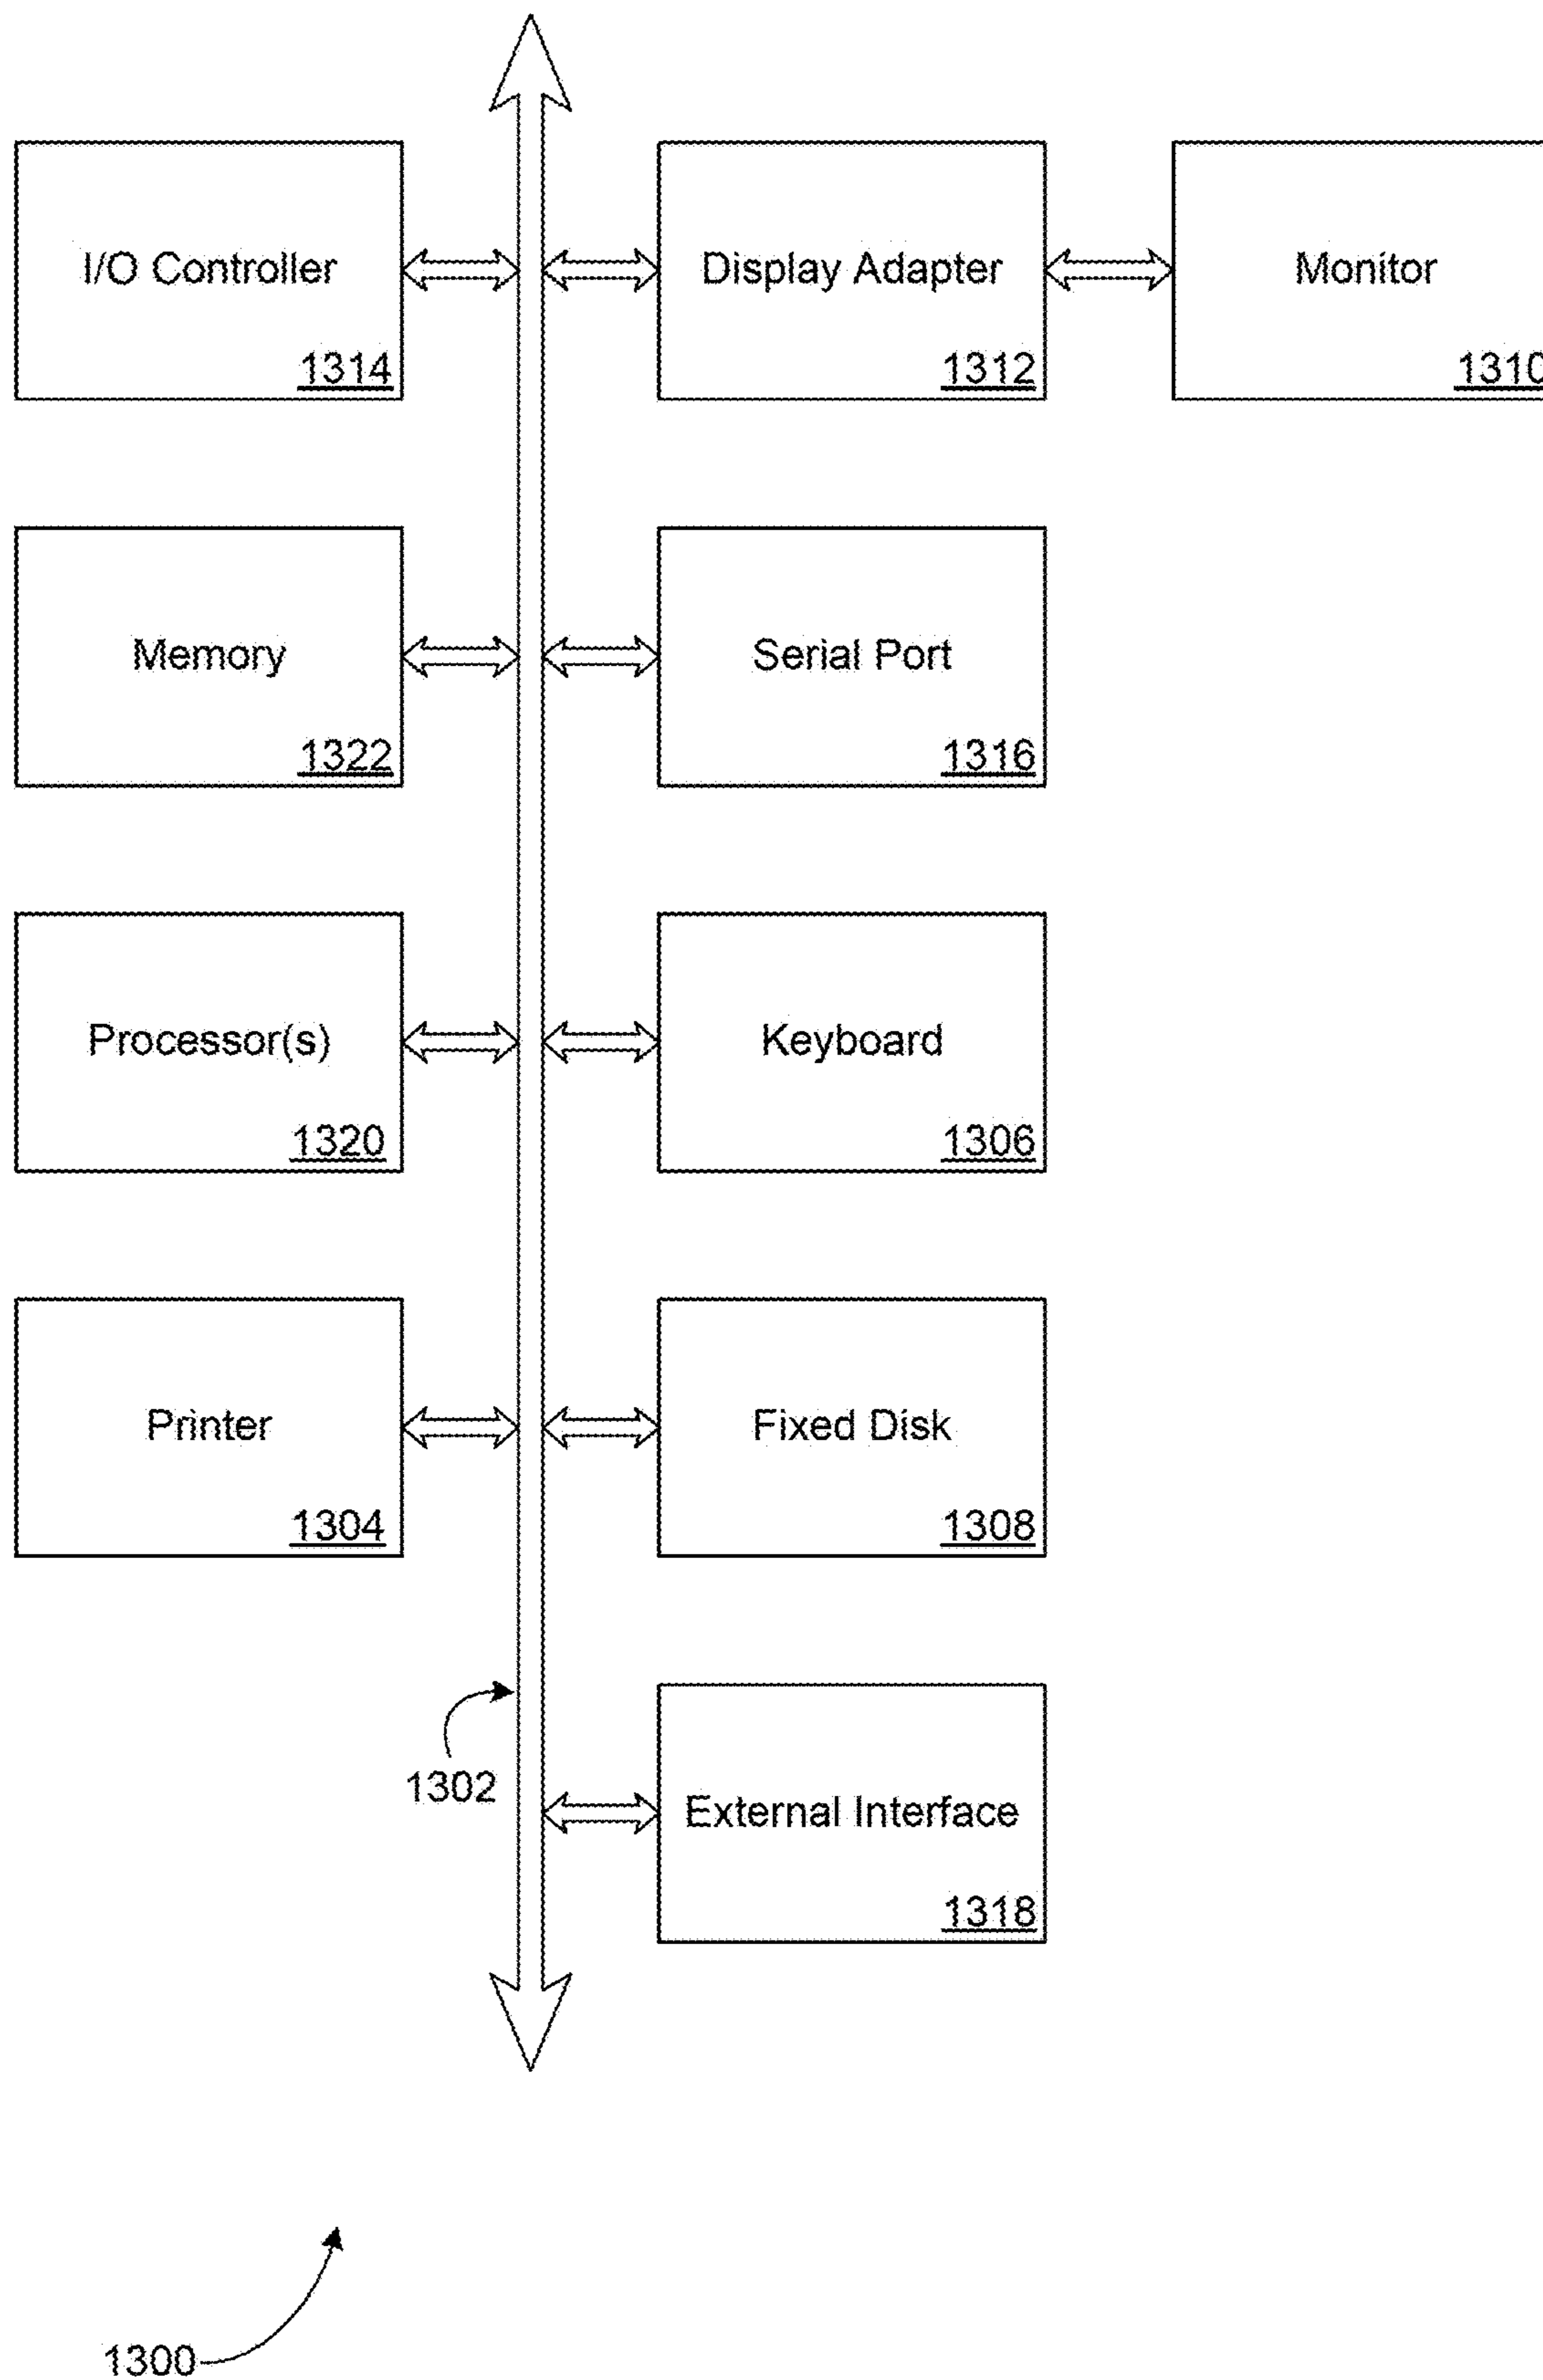 I/O Controller
1314
Display Adapter
1312
Monitor
1310
Memory
1322
Serial Port
1316
Processor(s)
1320
Keyboard
1306
Printer
1304
Fixed Disk
1308
1302
External Interface
1318
1300